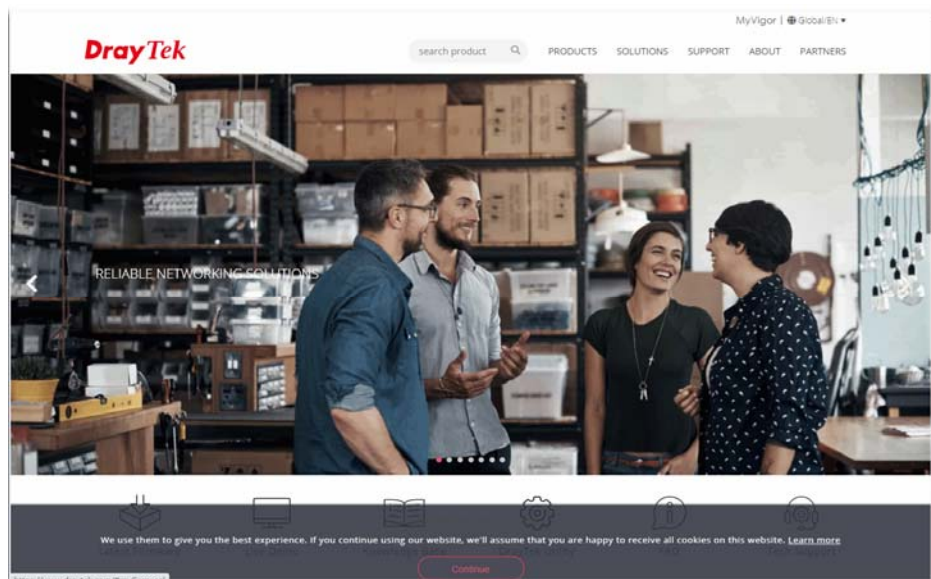 MyVigor | Global/EN ▾
DrayTek
search product
PRODUCTS SOLUTIONS SUPPORT ABOUT PARTNERS
RELIABLE NETWORKING SOLUTIONS
We use them to give you the best experience. If you continue using our website, we'll assume that you are happy to receive all cookies on this website. Learn more
Continue